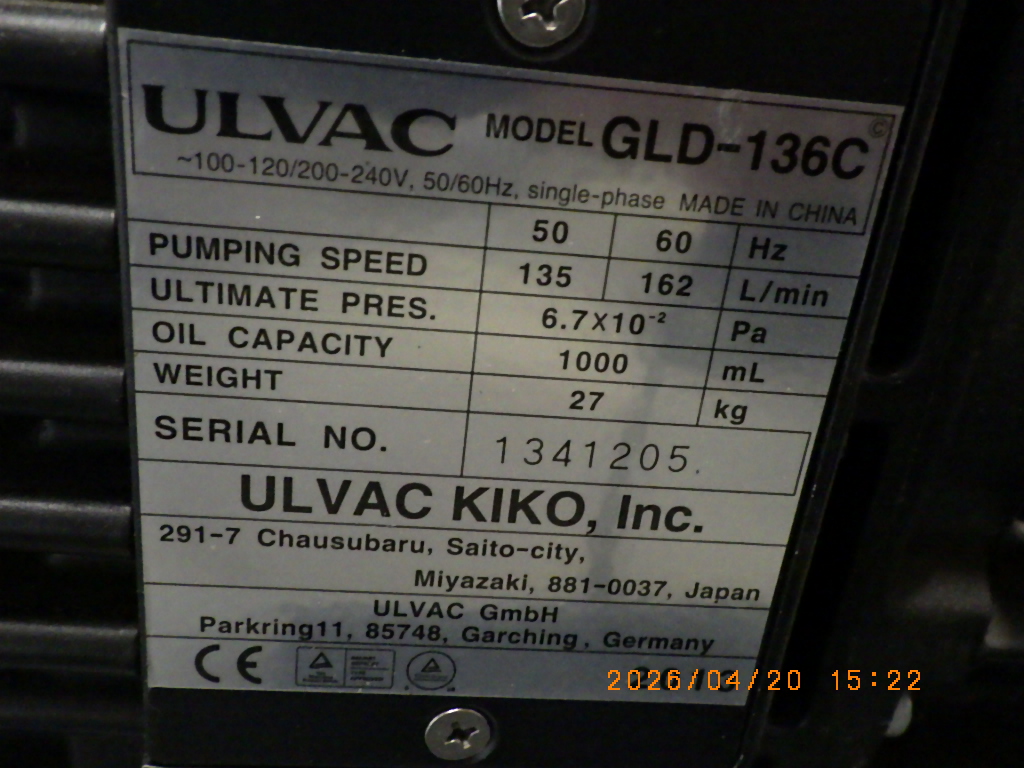 ULVAC MODEL GLD-136C ©
~100-120/200-240V, 50/60Hz, single-phase MADE IN CHINA
50 60 Hz
PUMPING SPEED 135 162 L/min
ULTIMATE PRES. 6.7X10⁻² Pa
OIL CAPACITY 1000 mL
WEIGHT 27 kg
SERIAL NO. 1341205.
ULVAC KIKO, Inc.
291-7 Chausubaru, Saito-city,
Miyazaki, 881-0037, Japan
ULVAC GmbH
Parkring11, 85748, Garching, Germany
CE
2026/04/20 15:22